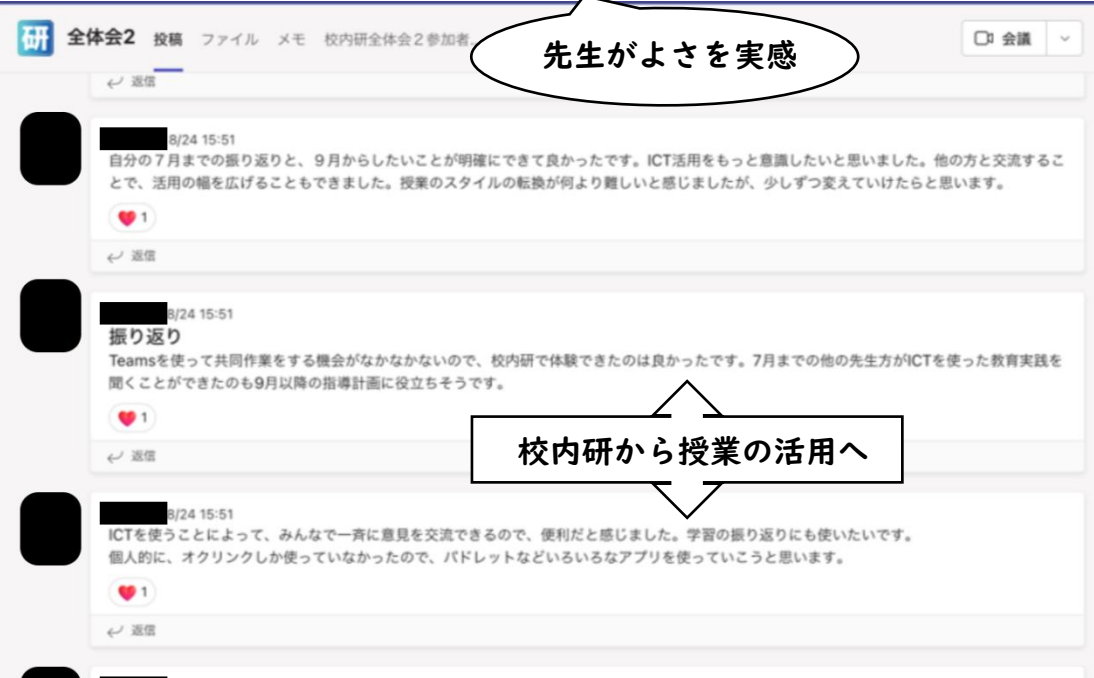 研 全体会2 投稿 ファイル メモ 校内研全体会2参加者... 会議
先生がよさを実感
返信
8/24 15:51
自分の7月までの振り返りと、9月からしたいことが明確にできて良かったです。ICT活用をもっと意識したいと思いました。他の方と交流するこ
とで、活用の幅を広げることもできました。授業のスタイルの転換が何より難しいと感じましたが、少しずつ変えていけたらと思います。
1
返信
8/24 15:51
振り返り
Teamsを使って共同作業をする機会がなかなかないので、校内研で体験できたのは良かったです。7月までの他の先生方がICTを使った教育実践を
聞くことができたのも9月以降の指導計画に役立ちそうです。
1
校内研から授業の活用へ
返信
8/24 15:51
ICTを使うことによって、みんなで一斉に意見を交流できるので、便利だと感じました。学習の振り返りにも使いたいです。
個人的に、オクリンクしか使っていなかったので、パドレットなどいろいろなアプリを使っていこうと思います。
1
返信